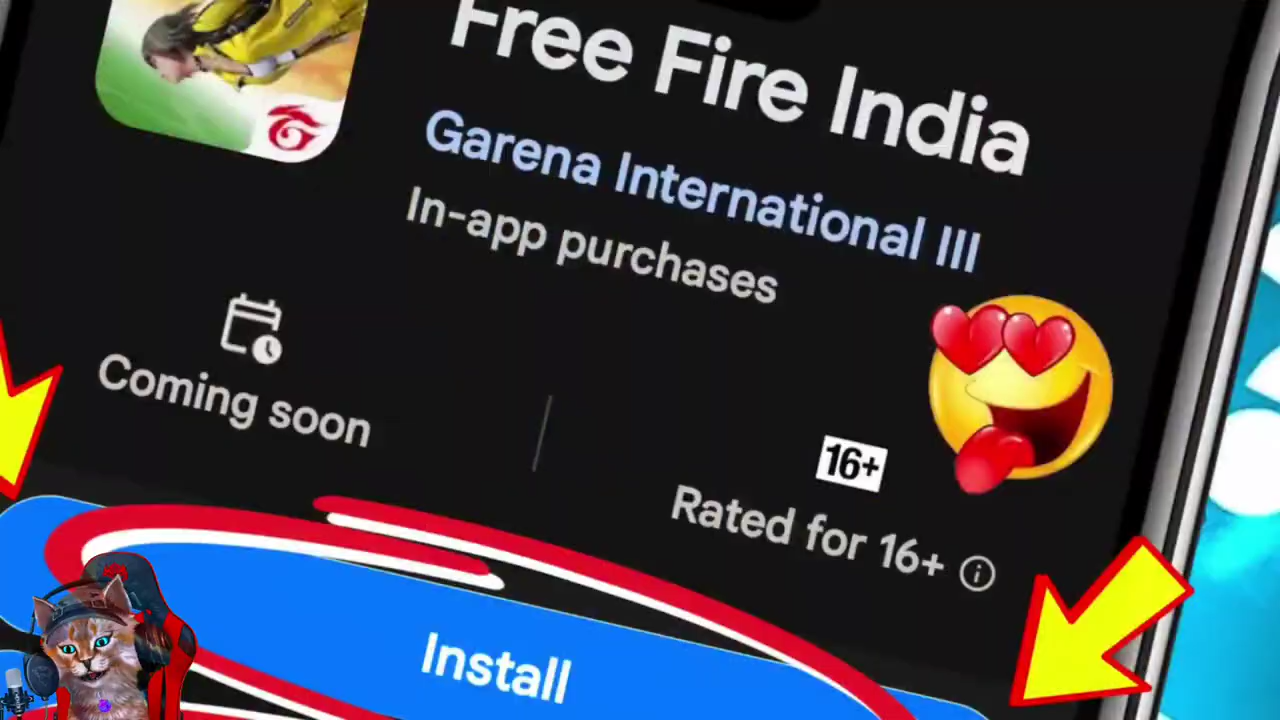 Free Fire India
Garena International III
In-app purchases
Coming soon
16+
Rated for 16+
Install